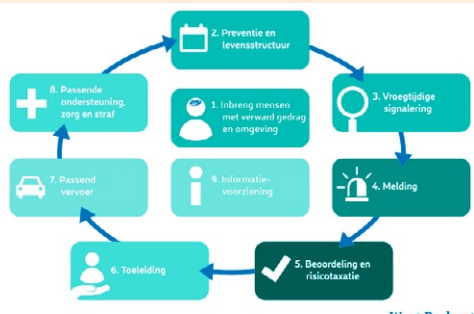 2. Preventie en
levensstructuur
8. Passende
ondersteuning,
zorg en straf
1. Inbreng mensen
met verward gedrag
en omgeving
3. Vroegtijdige
signalering
7. Passend
vervoer
9. Informatie-
voorziening
4. Melding
6. Toeleiding
5. Beoordeling en
risicotaxatie